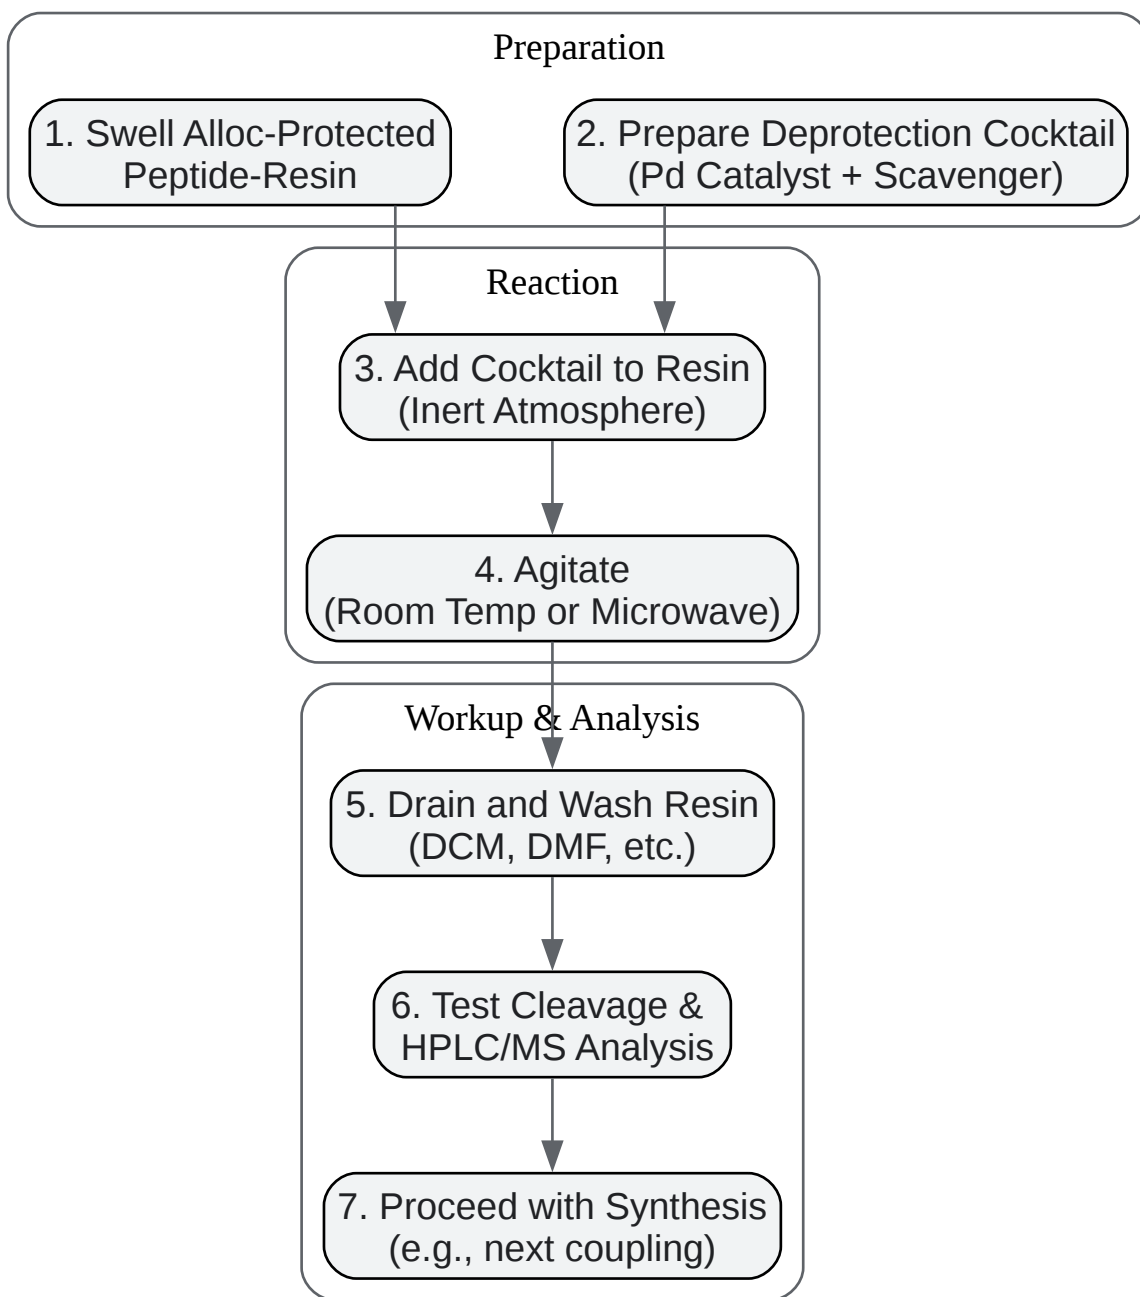 Preparation
1. Swell Alloc-Protected
Peptide-Resin
2. Prepare Deprotection Cocktail
(Pd Catalyst + Scavenger)
Reaction
3. Add Cocktail to Resin
(Inert Atmosphere)
4. Agitate
(Room Temp or Microwave)
Workup & Analysis
5. Drain and Wash Resin
(DCM, DMF, etc.)
6. Test Cleavage &
HPLC/MS Analysis
7. Proceed with Synthesis
(e.g., next coupling)